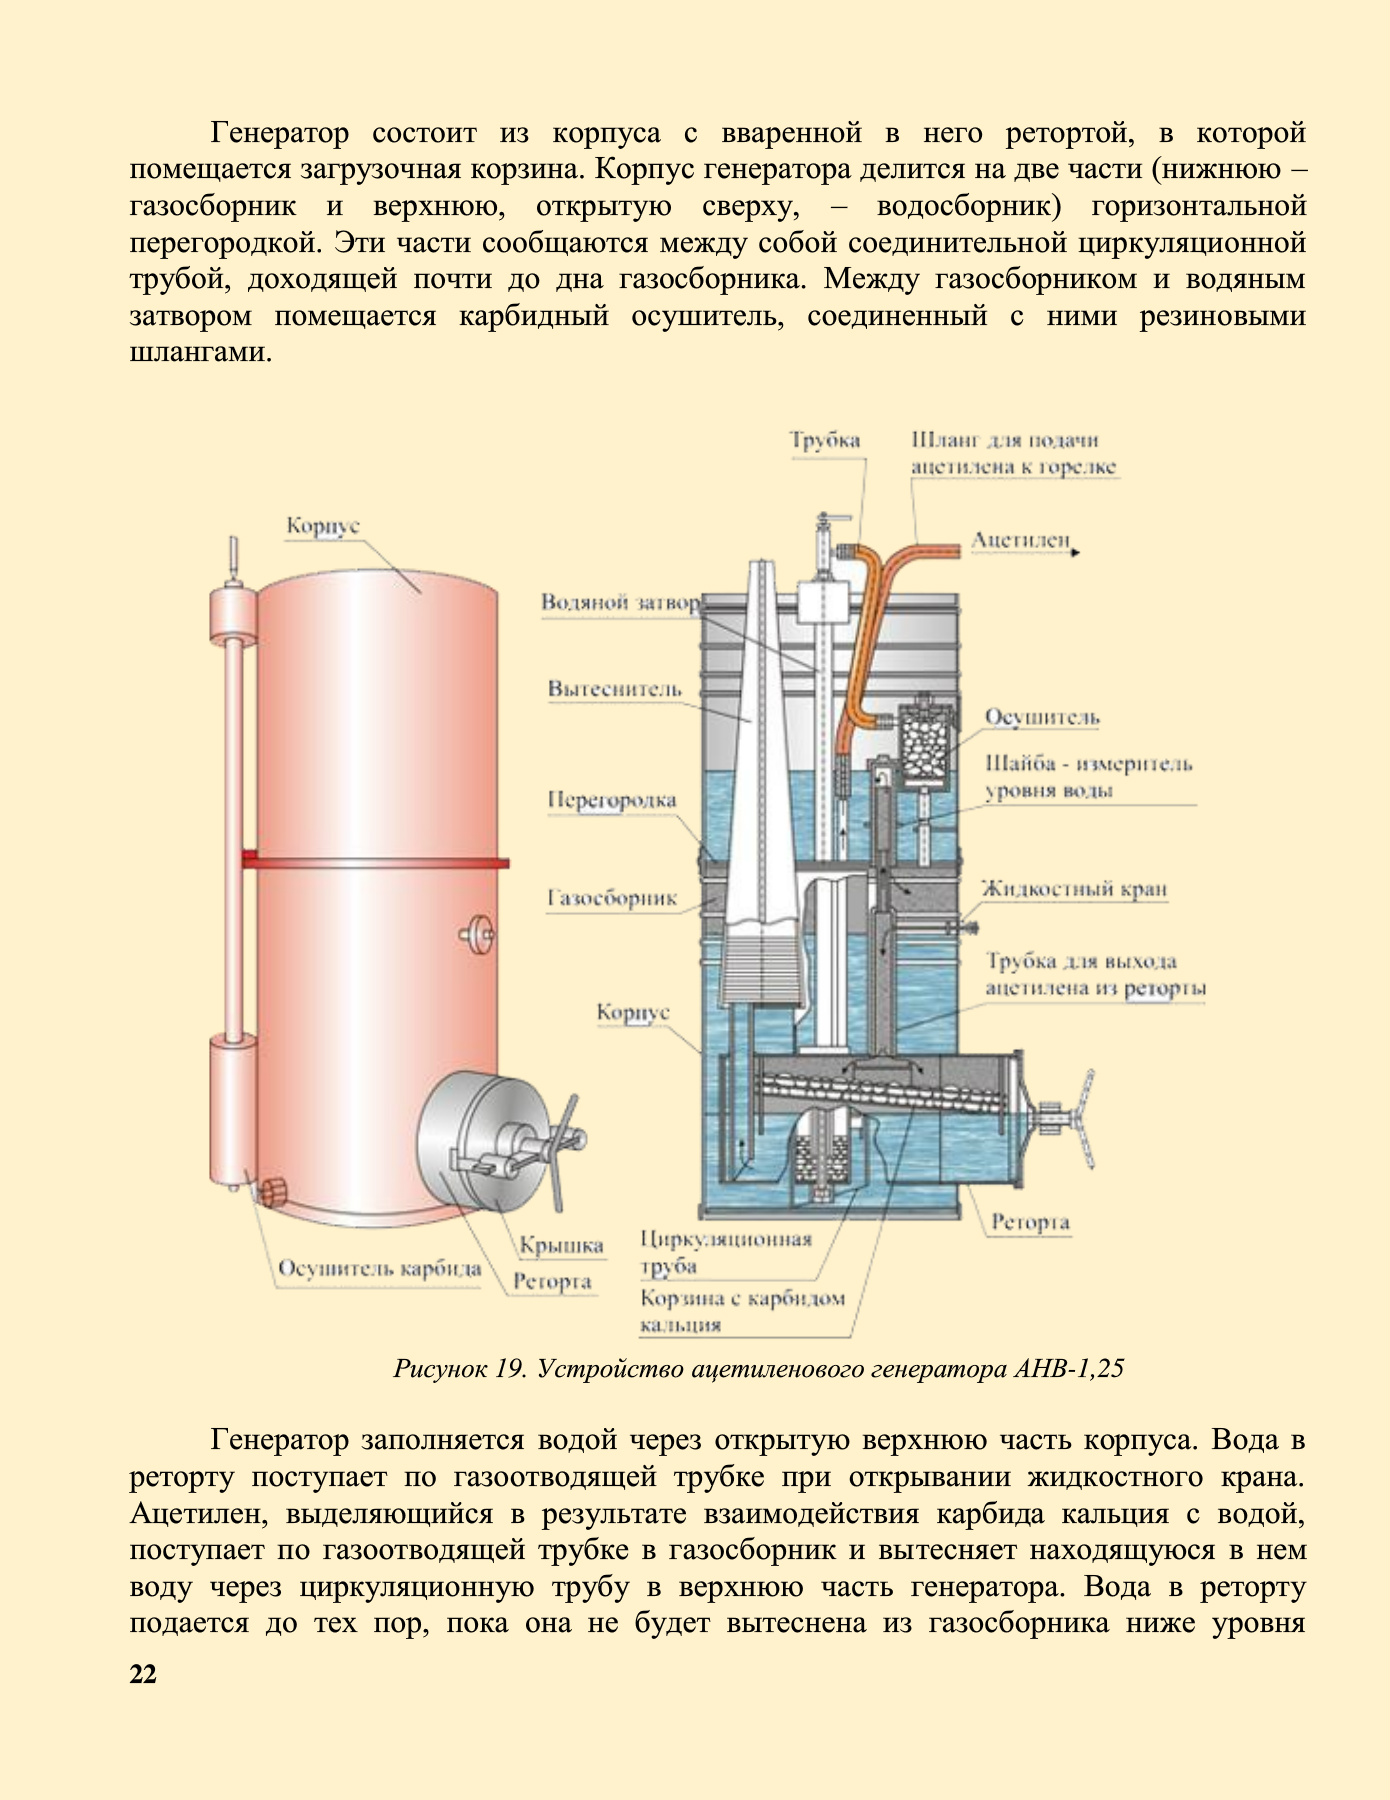 Генератор состоит из корпуса с вваренной в него ретортой, в которой
помещается загрузочная корзина. Корпус генератора делится на две части (нижнюю –
газосборник и верхнюю, открытую сверху, – водосборник) горизонтальной
перегородкой. Эти части сообщаются между собой соединительной циркуляционной
трубой, доходящей почти до дна газосборника. Между газосборником и водяным
затвором помещается карбидный осушитель, соединенный с ними резиновыми
шлангами.
Трубка
Шланг для подачи
ацетилена к горелке
Корпус
Ацетилен
Водяной затвор
Вытеснитель
Осушитель
Шайба - измеритель
уровня воды
Перегородка
Газосборник
Жидкостный кран
Трубка для выхода
ацетилена из реторты
Корпус
Реторта
Крышка
Циркуляционная
труба
Осушитель карбида
Реторта
Корзина с карбидом
кальция
Рисунок 19. Устройство ацетиленового генератора АНВ-1,25
Генератор заполняется водой через открытую верхнюю часть корпуса. Вода в
реторту поступает по газоотводящей трубке при открывании жидкостного крана.
Ацетилен, выделяющийся в результате взаимодействия карбида кальция с водой,
поступает по газоотводящей трубке в газосборник и вытесняет находящуюся в нем
воду через циркуляционную трубу в верхнюю часть генератора. Вода в реторту
подается до тех пор, пока она не будет вытеснена из газосборника ниже уровня
22